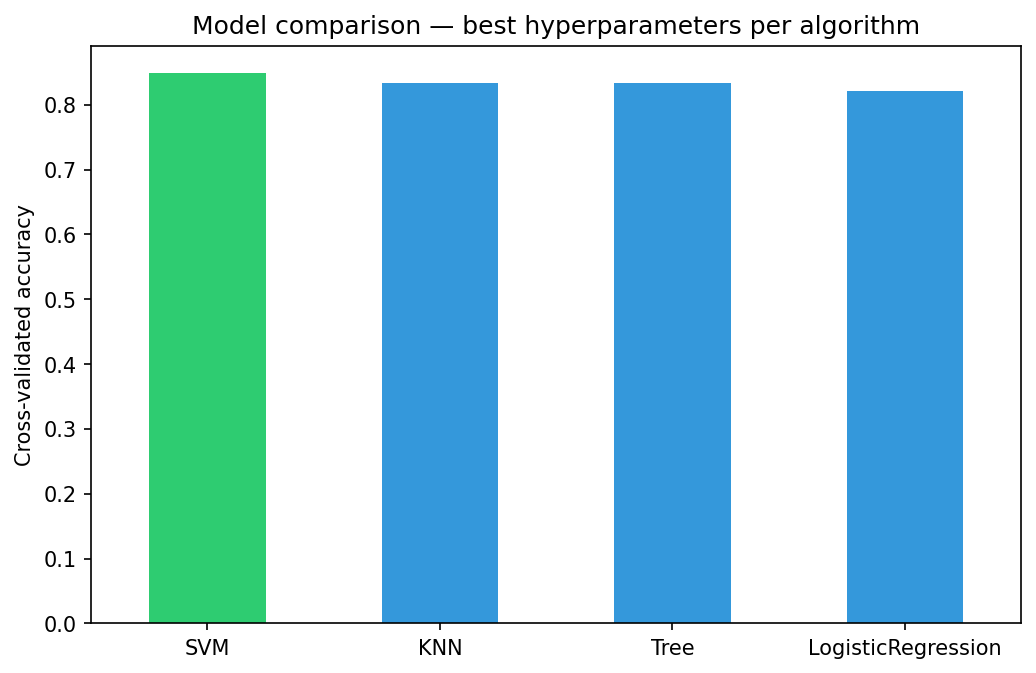 Model comparison — best hyperparameters per algorithm
Cross-validated accuracy
0.8
0.7
0.6
0.5
0.4
0.3
0.2
0.1
0.0
SVM
KNN
Tree
LogisticRegression